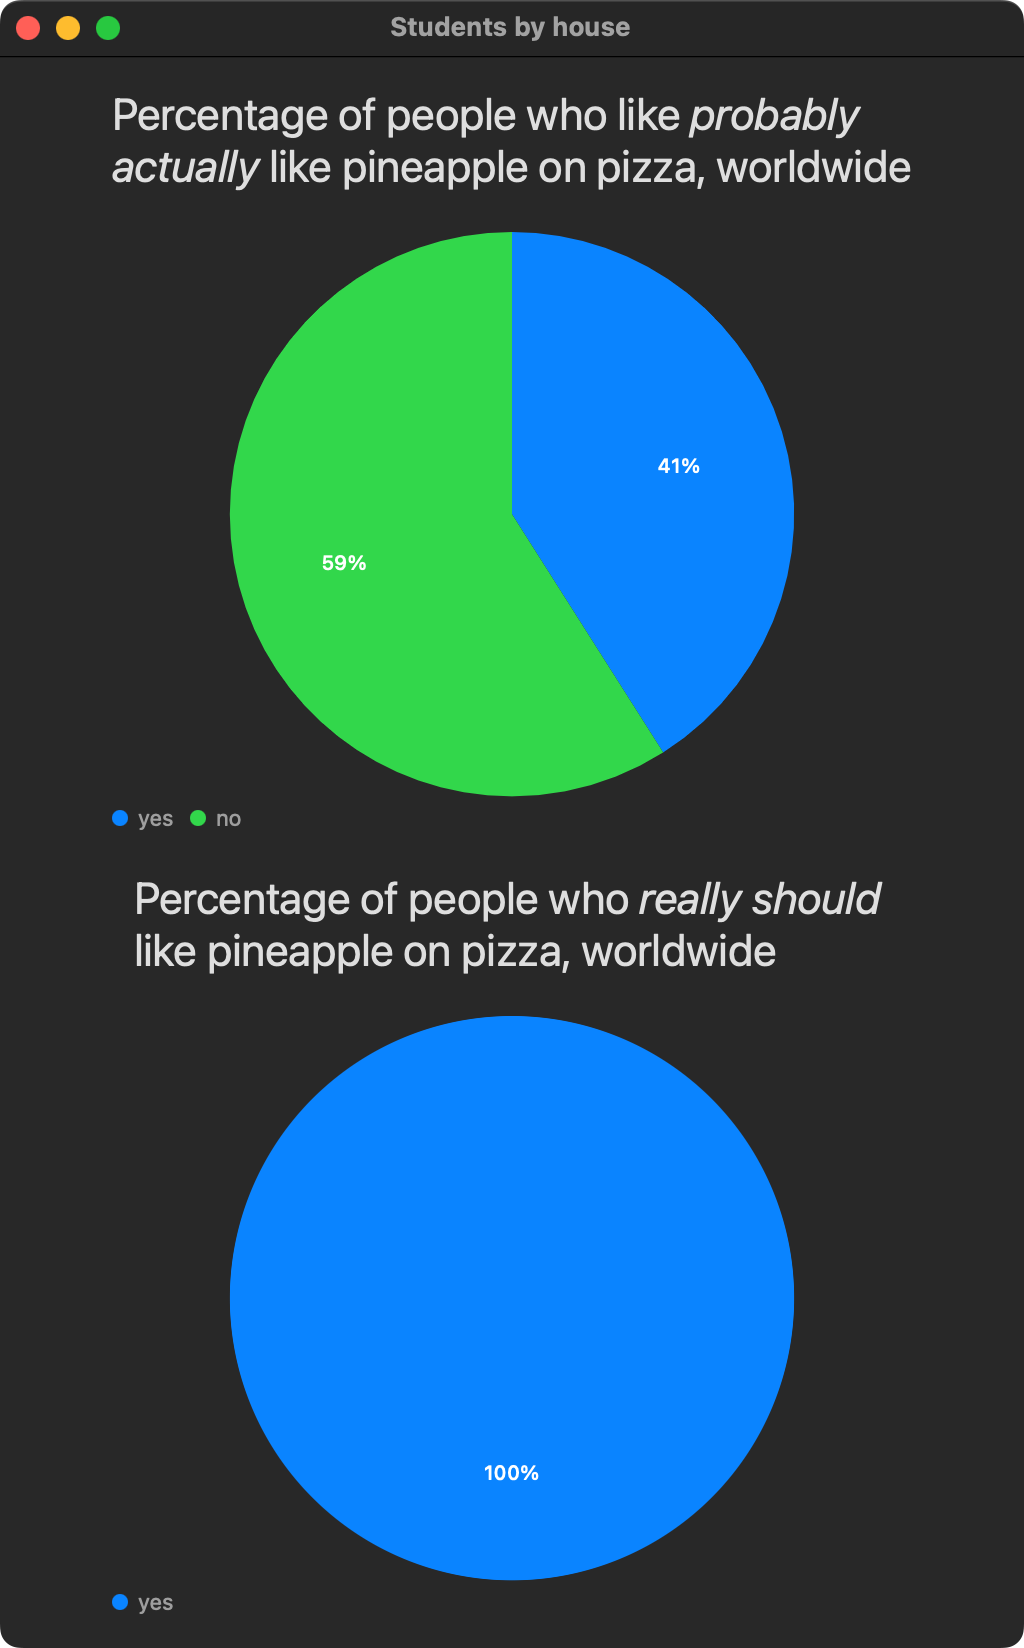 Students by house
Percentage of people who like probably
actually like pineapple on pizza, worldwide
41%
59%
yes no
Percentage of people who really should
like pineapple on pizza, worldwide
100%
yes